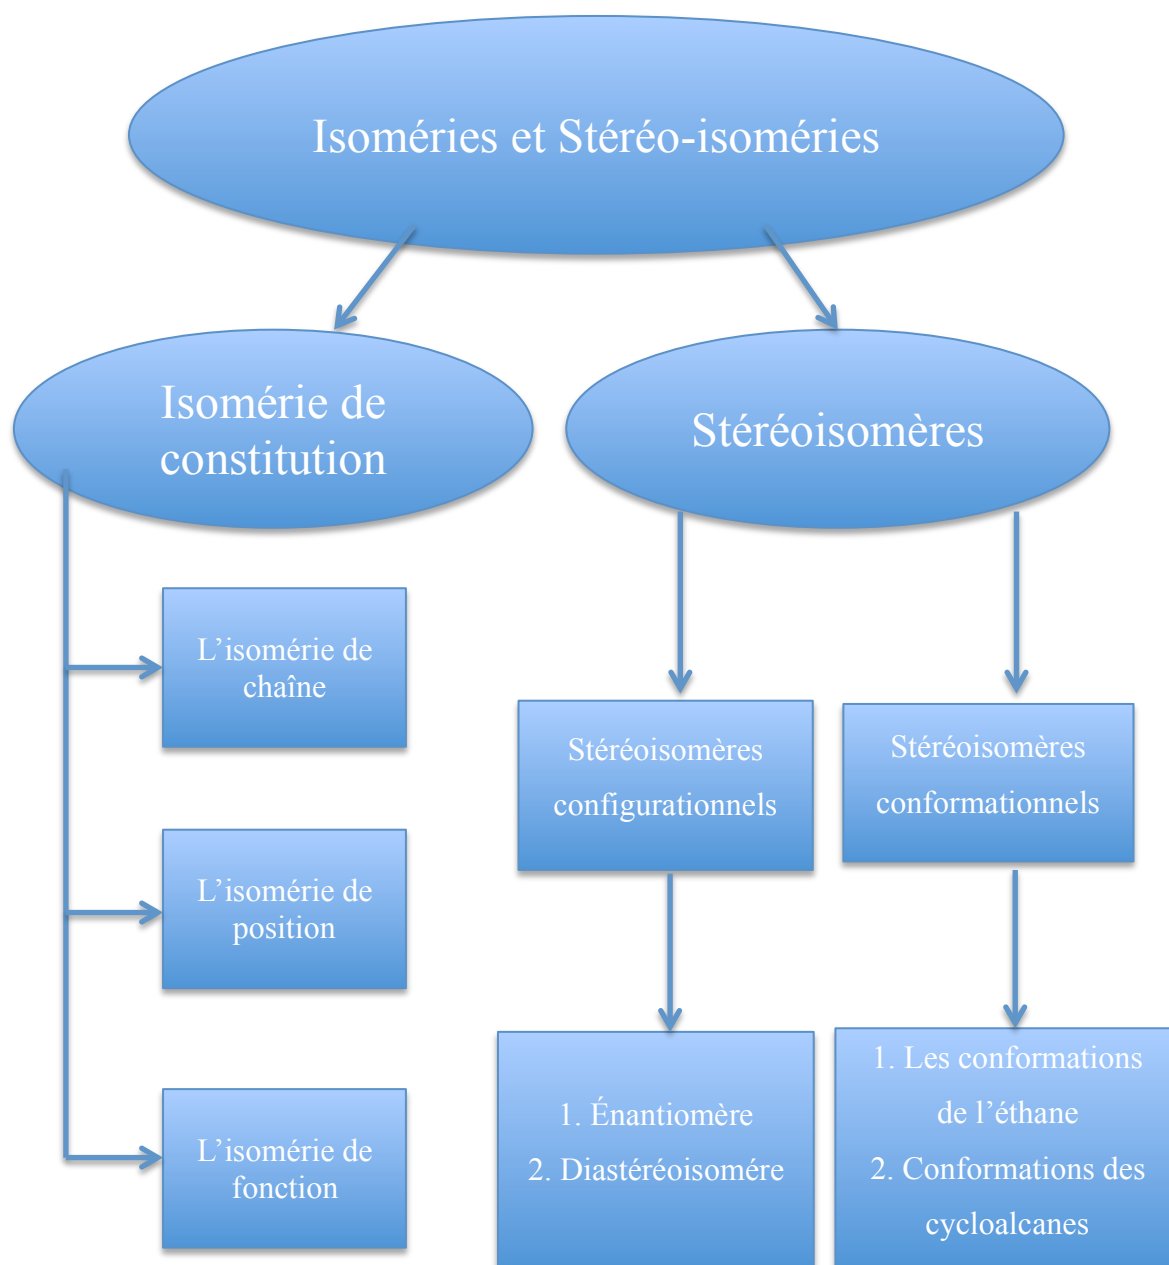 Isoméries et Stéréo-isoméries
Isomérie de
constitution
Stéréoisomères
L’isomérie de
chaîne
L’isomérie de
position
L’isomérie de
fonction
Stéréoisomères
configurationnels
Stéréoisomères
conformationnels
1. Énantiomère
2. Diastéréoisomére
1. Les conformations
de l’éthane
2. Conformations des
cycloalcanes